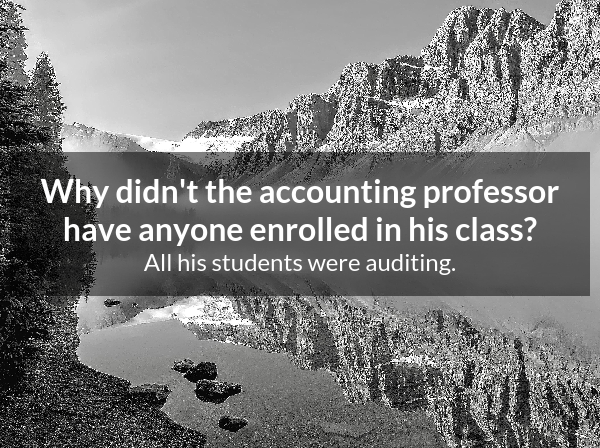 Why didn't the accounting professor
have anyone enrolled in his class?
All his students were auditing.